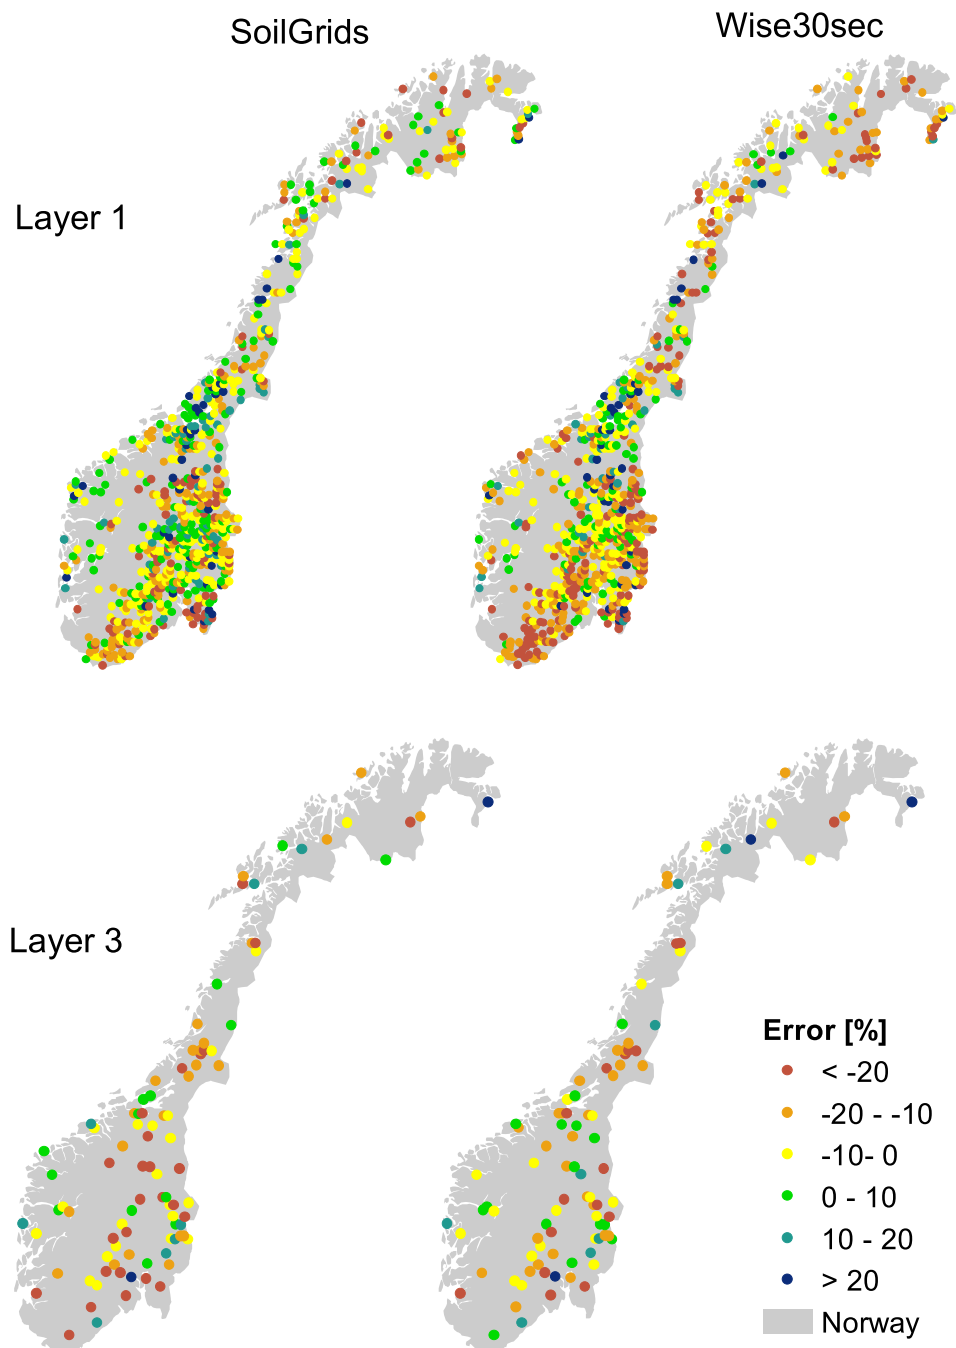 SoilGrids
Wise30sec
Layer 1
Layer 3
Error [%]
< -20
-20 - -10
-10- 0
0 - 10
10 - 20
> 20
Norway